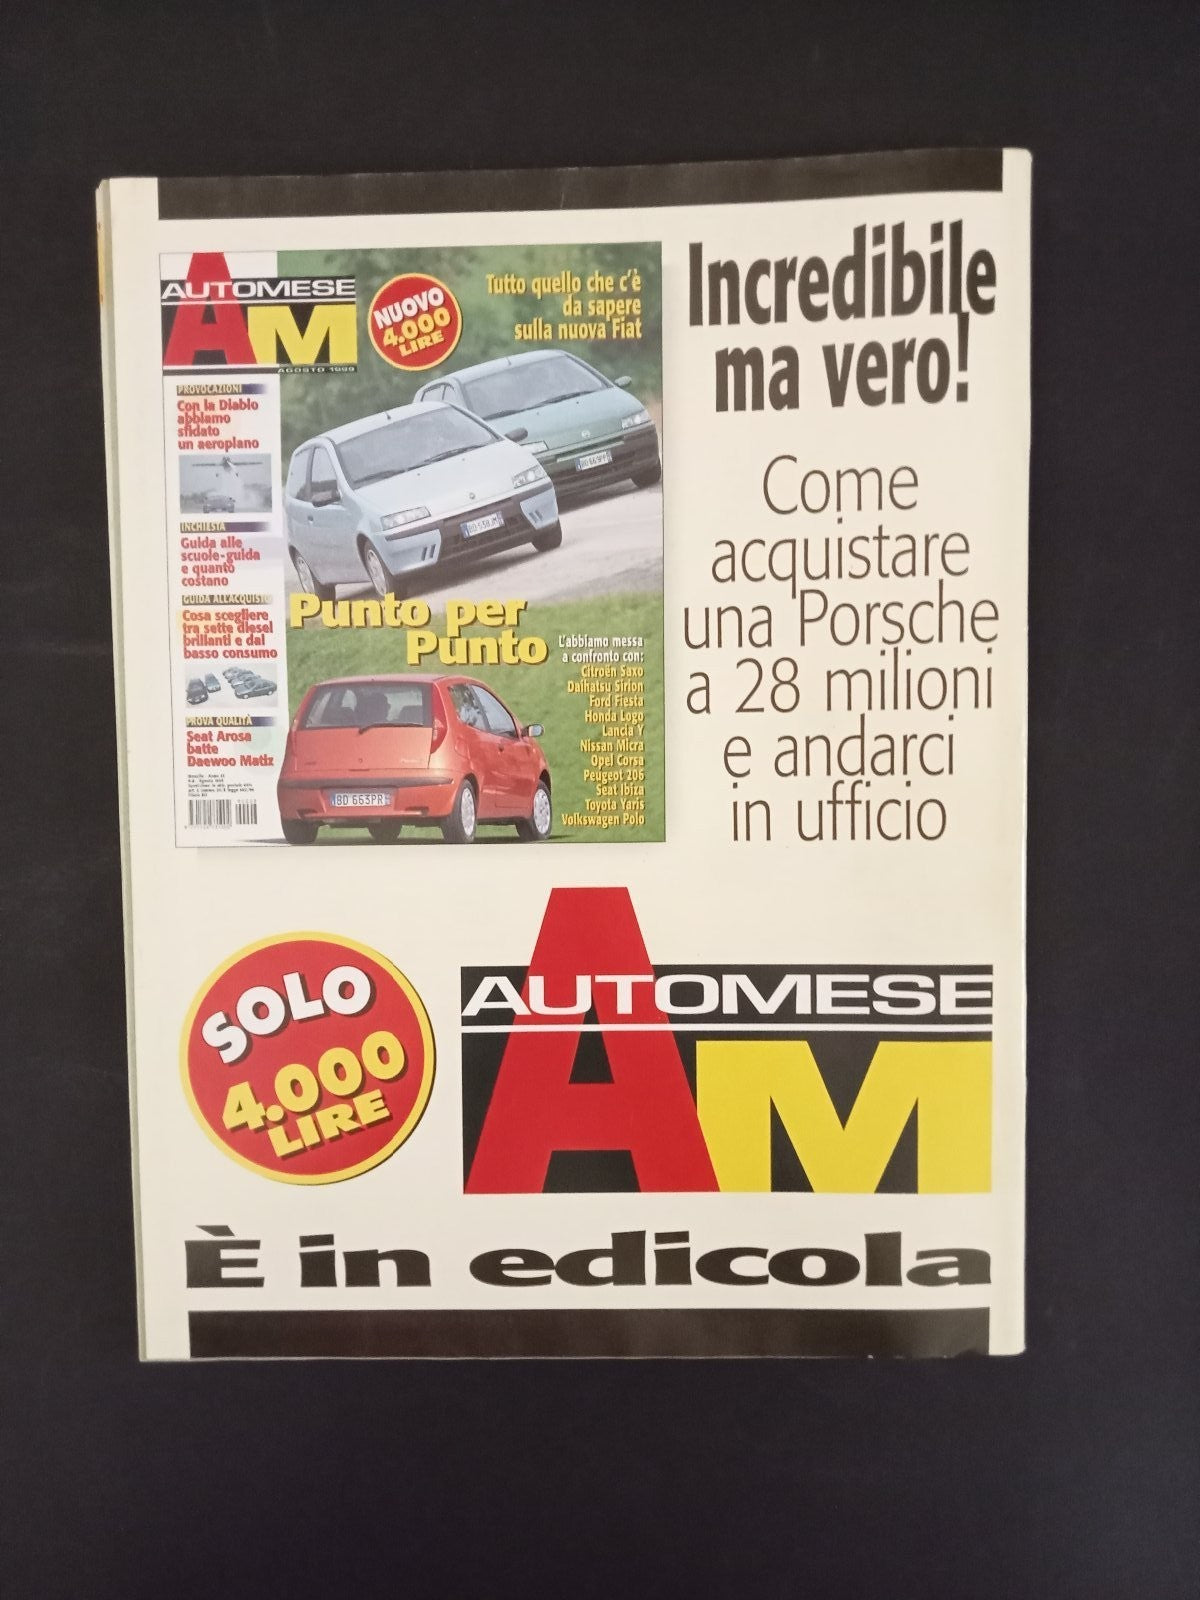 AUTOMESE
AM
AGOSTO 1999
NUOVO
4.000
LIRE
Tutto quello che c'è
da sapere
sulla nuova Fiat
PROVOCAZIONI
Con la Diablo
abbiamo
sfidato
un aeroplano
INCHIESTA
Guida alle
scuole-guida
e quanto
costano
GUIDA ALL'ACQUISTO
Cosa scegliere
tra sette diesel
brillanti e dal
basso consumo
PROVA QUALITÀ
Seat Arosa
batte
Daewoo Matiz
Punto per
Punto
L'abbiamo messa
a confronto con:
Citroën Saxo
Daihatsu Sirion
Ford Fiesta
Honda Logo
Lancia Y
Nissan Micra
Opel Corsa
Peugeot 206
Seat Ibiza
Toyota Yaris
Volkswagen Polo
BD 663PR
Incredibile
ma vero!
Come
acquistare
una Porsche
a 28 milioni
e andarci
in ufficio
SOLO
4.000
LIRE
AUTOMESE
AM
È in edicola